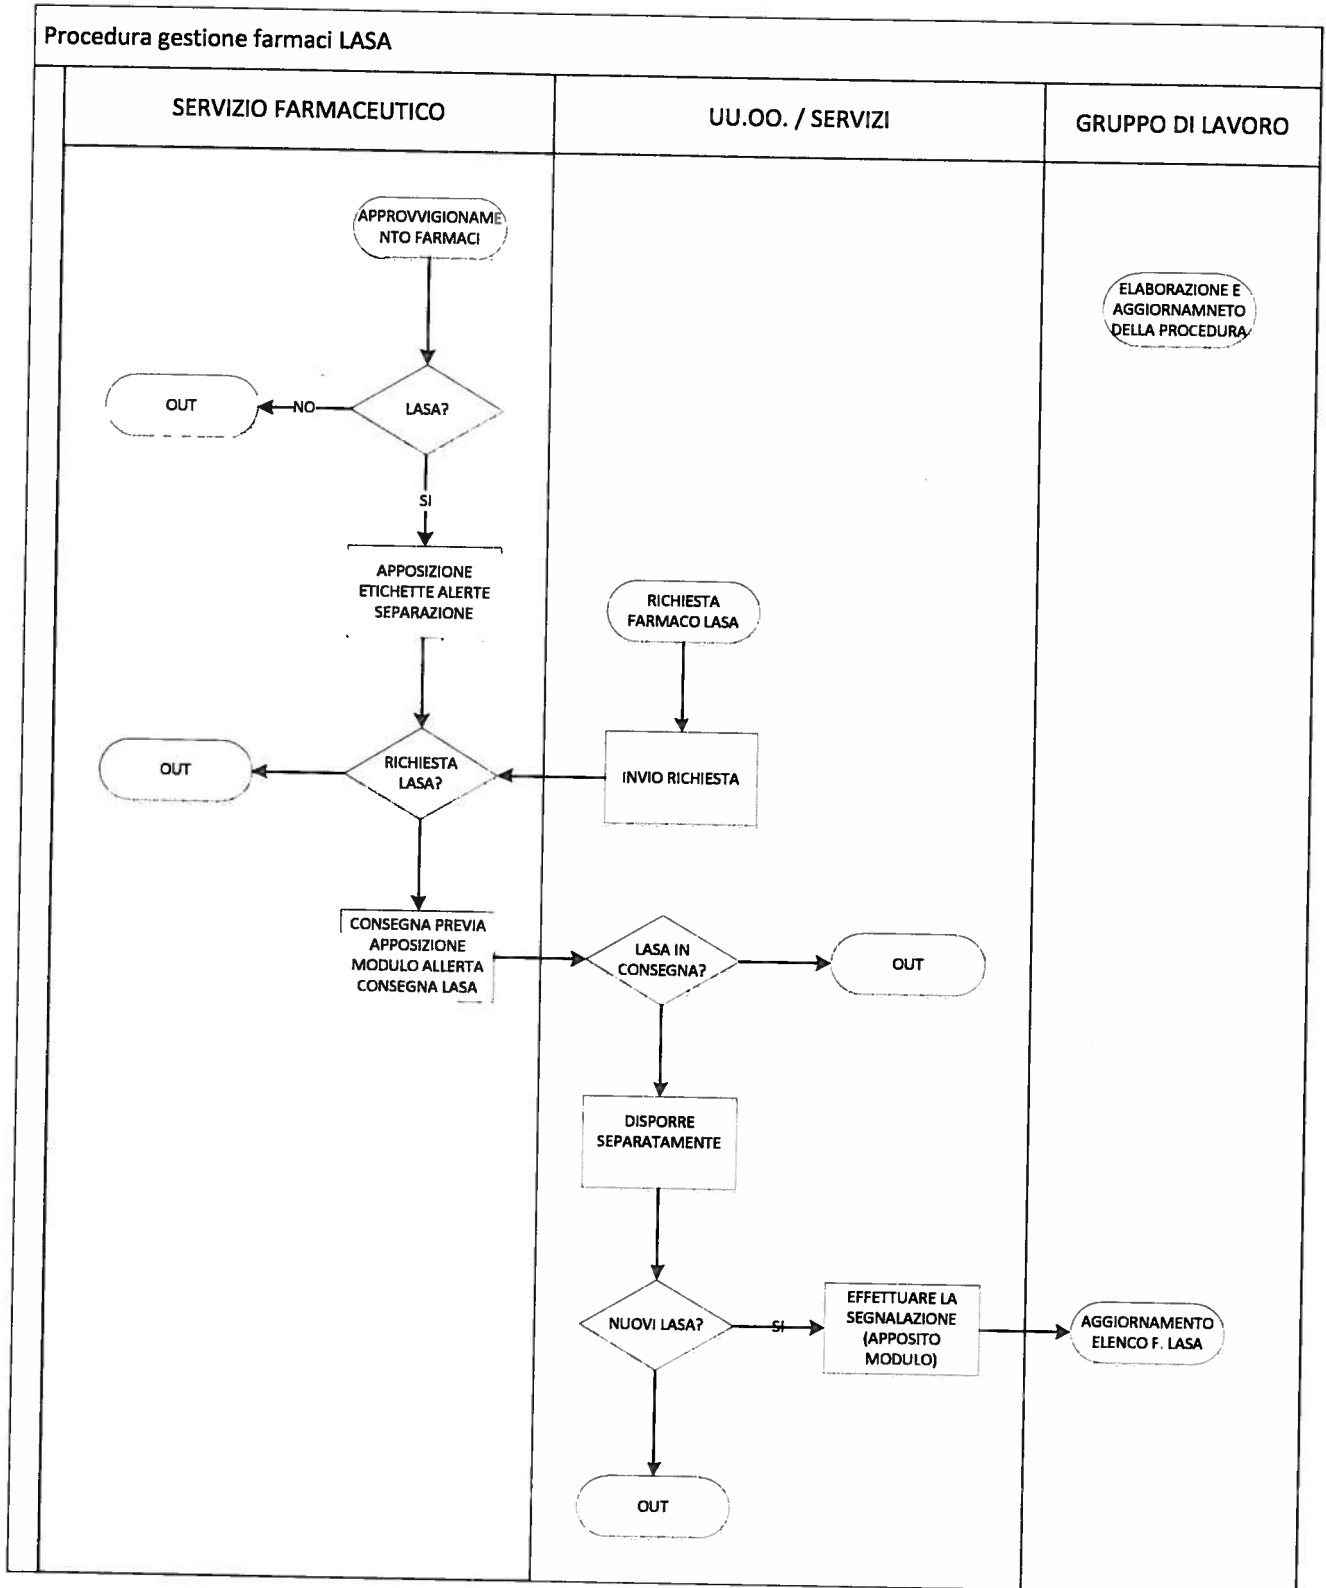 Procedura gestione farmaci LASA
SERVIZIO FARMACEUTICO
UU.OO. / SERVIZI
GRUPPO DI LAVORO
APPROVVIGIONAME
NTO FARMACI
ELABORAZIONE E
AGGIORNAMNETO
DELLA PROCEDURA
OUT
NO
LASA?
SI
APPOSIZIONE
ETICHETTE ALERTE
SEPARAZIONE
RICHIESTA
FARMACO LASA
OUT
RICHIESTA
LASA?
INVIO RICHIESTA
CONSEGNA PREVIA
APPOSIZIONE
MODULO ALLERTA
CONSEGNA LASA
LASA IN
CONSEGNA?
OUT
DISPORRE
SEPARATAMENTE
NUOVI LASA?
SI
EFFETTUARE LA
SEGNALAZIONE
(APPOSITO
MODULO)
AGGIORNAMENTO
ELENCO F. LASA
OUT